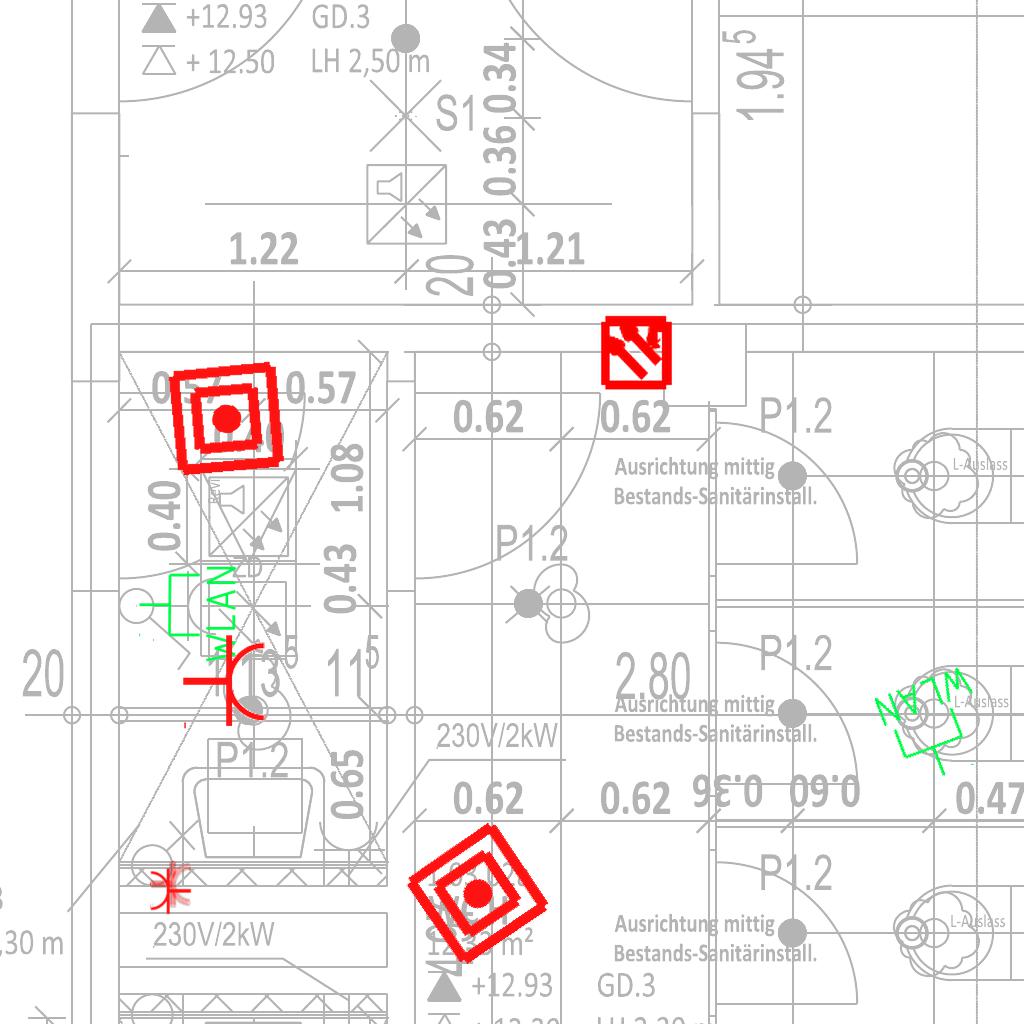 +12.93 GD.3
+ 12.50 LH 2,50 m
S1
0.34
0.36
0.43
1.94⁵
1.22
1.21
20
0.57
0.57
0.62
0.62
P1.2
Ausrichtung mittig
Bestands-Sanitärinstall.
L-Auslass
1.08
0.40
0.43
P1.2
WLAN
20
11⁵
2.80
P1.2
Ausrichtung mittig
Bestands-Sanitärinstall.
L-Auslass
WLAN
230V/2kW
P1.2
0.65
0.62
0.62
0.36
0.60
0.47
P1.2
Ausrichtung mittig
Bestands-Sanitärinstall.
L-Auslass
230V/2kW
,30 m
+12.93 GD.3